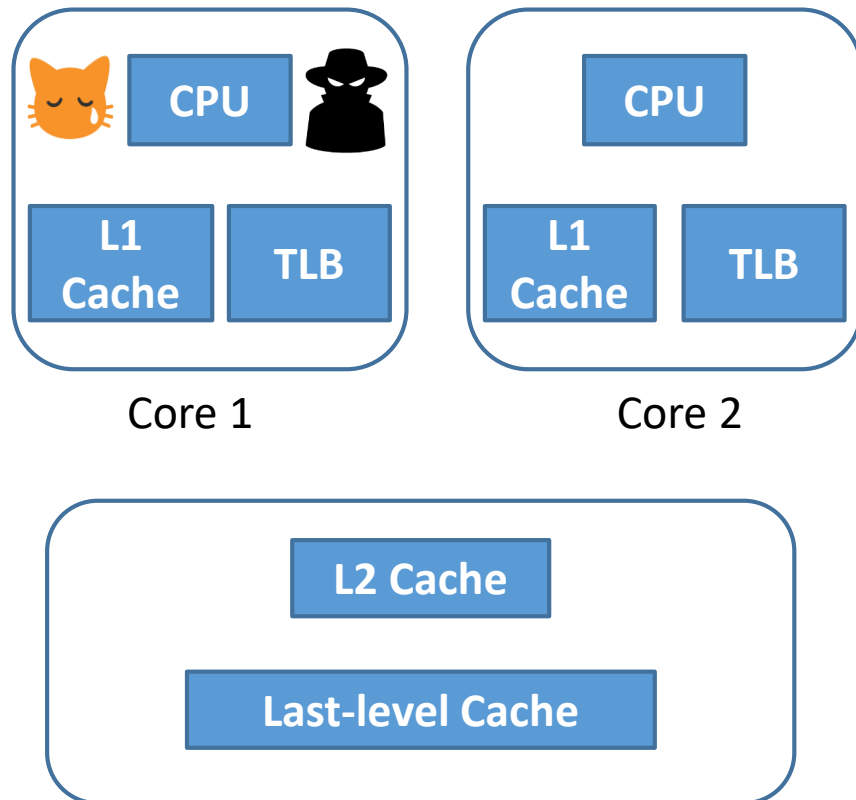 CPU
L1
Cache
TLB
Core 1
CPU
L1
Cache
TLB
Core 2
L2 Cache
Last-level Cache